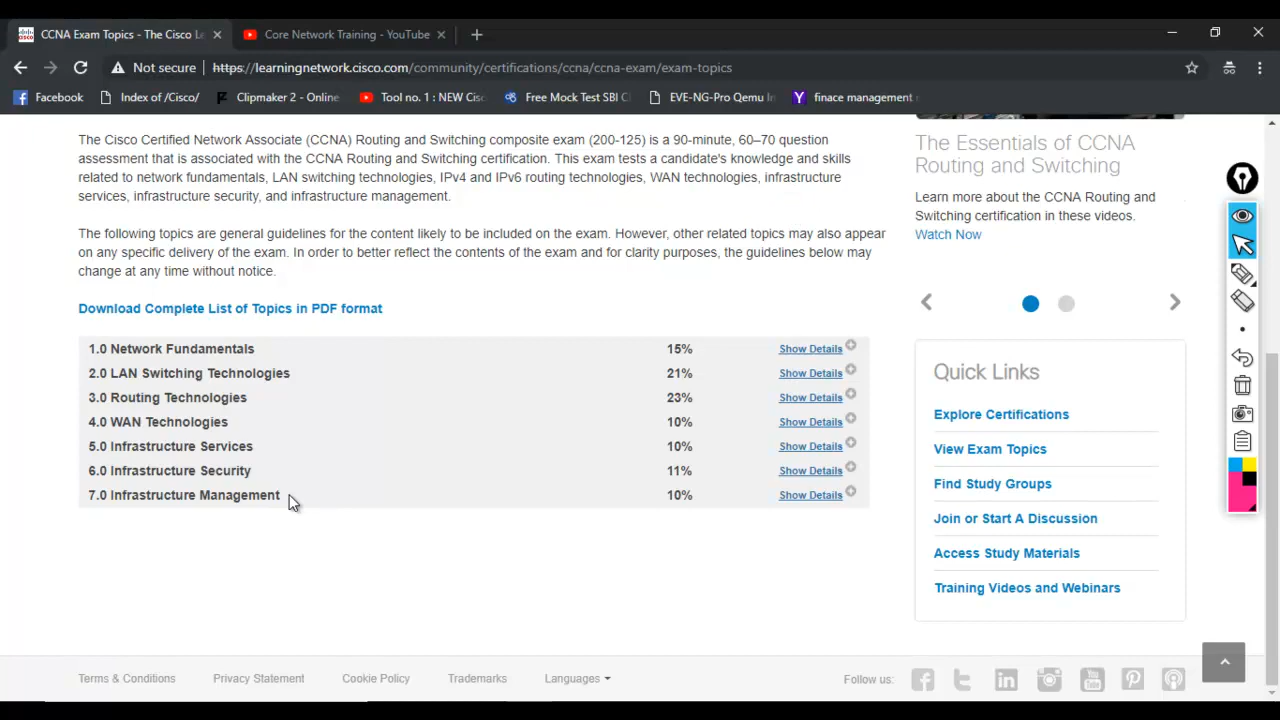 CCNA Exam Topics - The Cisco Le
Core Network Training - YouTube
Not secure
https://learningnetwork.cisco.com/community/certifications/ccna/ccna-exam/exam-topics
Facebook
Index of /Cisco/
Clipmaker 2 - Online
Tool no. 1 : NEW Cisc
Free Mock Test SBI C
EVE-NG-Pro Qemu In
finace management s
The Cisco Certified Network Associate (CCNA) Routing and Switching composite exam (200-125) is a 90-minute, 60–70 question
assessment that is associated with the CCNA Routing and Switching certification. This exam tests a candidate's knowledge and skills
related to network fundamentals, LAN switching technologies, IPv4 and IPv6 routing technologies, WAN technologies, infrastructure
services, infrastructure security, and infrastructure management.
The following topics are general guidelines for the content likely to be included on the exam. However, other related topics may also appear
on any specific delivery of the exam. In order to better reflect the contents of the exam and for clarity purposes, the guidelines below may
change at any time without notice.
Download Complete List of Topics in PDF format
1.0 Network Fundamentals 15% Show Details
2.0 LAN Switching Technologies 21% Show Details
3.0 Routing Technologies 23% Show Details
4.0 WAN Technologies 10% Show Details
5.0 Infrastructure Services 10% Show Details
6.0 Infrastructure Security 11% Show Details
7.0 Infrastructure Management 10% Show Details
The Essentials of CCNA
Routing and Switching
Learn more about the CCNA Routing and
Switching certification in these videos.
Watch Now
Quick Links
Explore Certifications
View Exam Topics
Find Study Groups
Join or Start A Discussion
Access Study Materials
Training Videos and Webinars
Terms & Conditions
Privacy Statement
Cookie Policy
Trademarks
Languages
Follow us: